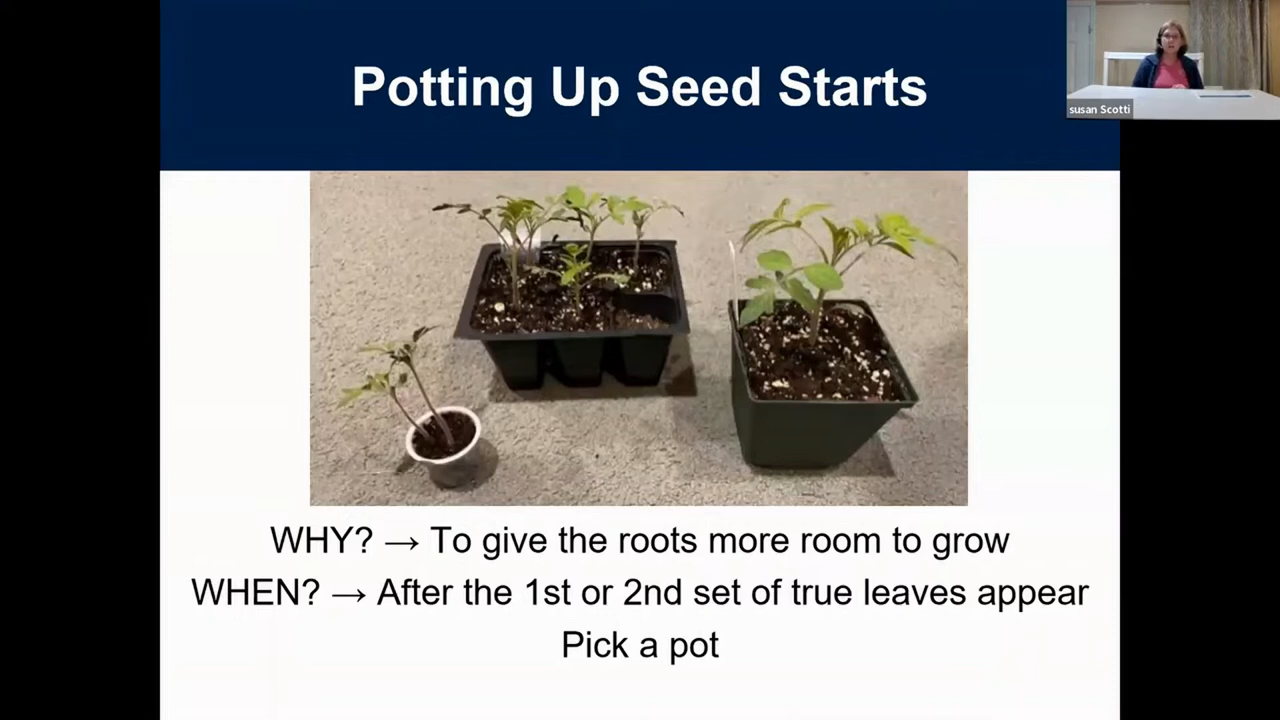 Potting Up Seed Starts
susan Scotti
WHY? → To give the roots more room to grow
WHEN? → After the 1st or 2nd set of true leaves appear
Pick a pot